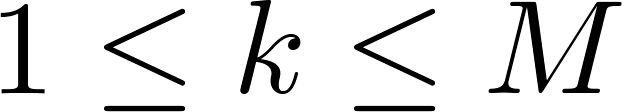 1 ≤ k ≤ M